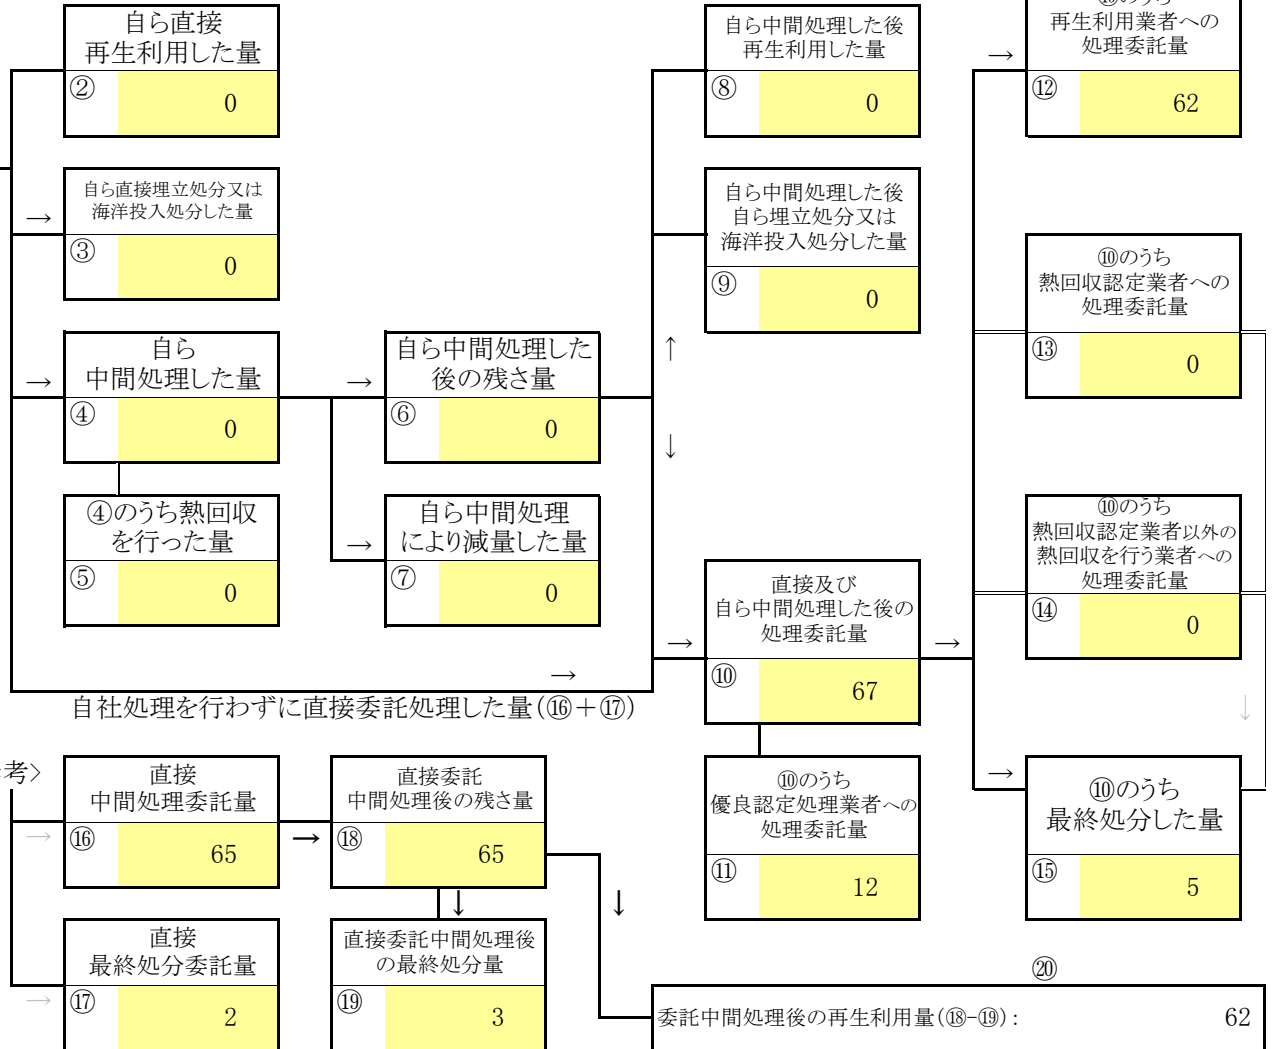 自ら直接
再生利用した量
②
0
自ら直接埋立処分又は
海洋投入処分した量
→
③
0
自ら
中間処理した量
→
④
0
④のうち熱回収
を行った量
⑤
0
自ら中間処理した
後の残さ量
→
⑥
0
自ら中間処理
により減量した量
→
⑦
0
自ら中間処理した後
再生利用した量
⑧
0
自ら中間処理した後
自ら埋立処分又は
海洋投入処分した量
⑨
0
↑
↓
直接及び
自ら中間処理した後の
処理委託量
→
⑩
67
⑩のうち
優良認定処理業者への
処理委託量
⑪
12
→
再生利用業者への
処理委託量
→
⑫
62
⑩のうち
熱回収認定業者への
処理委託量
⑬
0
⑩のうち
熱回収認定業者以外の
熱回収を行う業者への
処理委託量
⑭
0
↓
⑩のうち
最終処分した量
→
⑮
5
→
自社処理を行わずに直接委託処理した量(⑯+⑰)
考〉
直接
中間処理委託量
→
⑯
65
直接委託
中間処理後の残さ量
→
⑱
65
直接
最終処分委託量
→
⑰
2
↓
直接委託中間処理後
の最終処分量
⑲
3
↓
⑳
委託中間処理後の再生利用量(⑱-⑲): 62